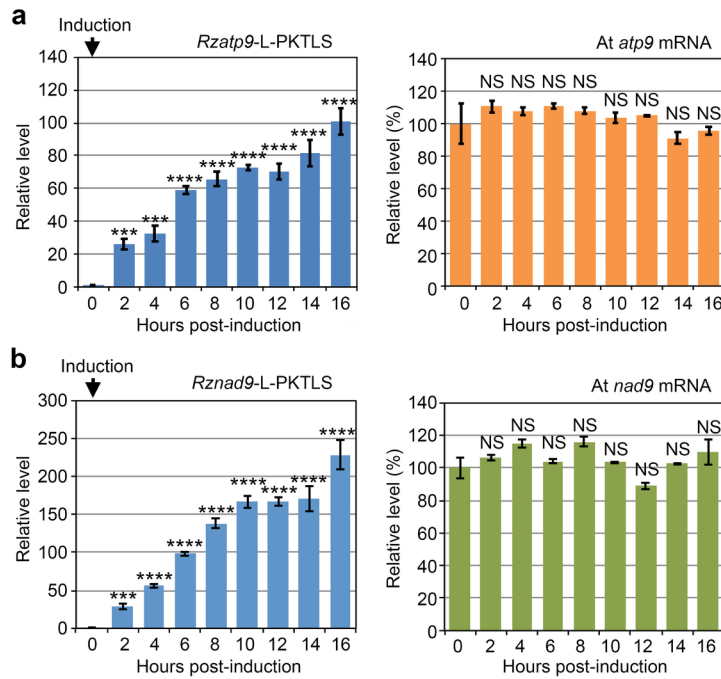 a
Induction
Rzatp9-L-PKTLS
Relative level
140
120
100
80
60
40
20
0
*** *** **** **** **** **** **** ****
0 2 4 6 8 10 12 14 16
Hours post-induction
At atp9 mRNA
Relative level (%)
140
120
100
80
60
40
20
0
NS NS NS NS NS NS NS NS
0 2 4 6 8 10 12 14 16
Hours post-induction
b
Induction
Rznad9-L-PKTLS
Relative level
300
250
200
150
100
50
0
*** **** **** **** **** **** **** ****
0 2 4 6 8 10 12 14 16
Hours post-induction
At nad9 mRNA
Relative level (%)
140
120
100
80
60
40
20
0
NS NS NS NS NS NS NS NS
0 2 4 6 8 10 12 14 16
Hours post-induction